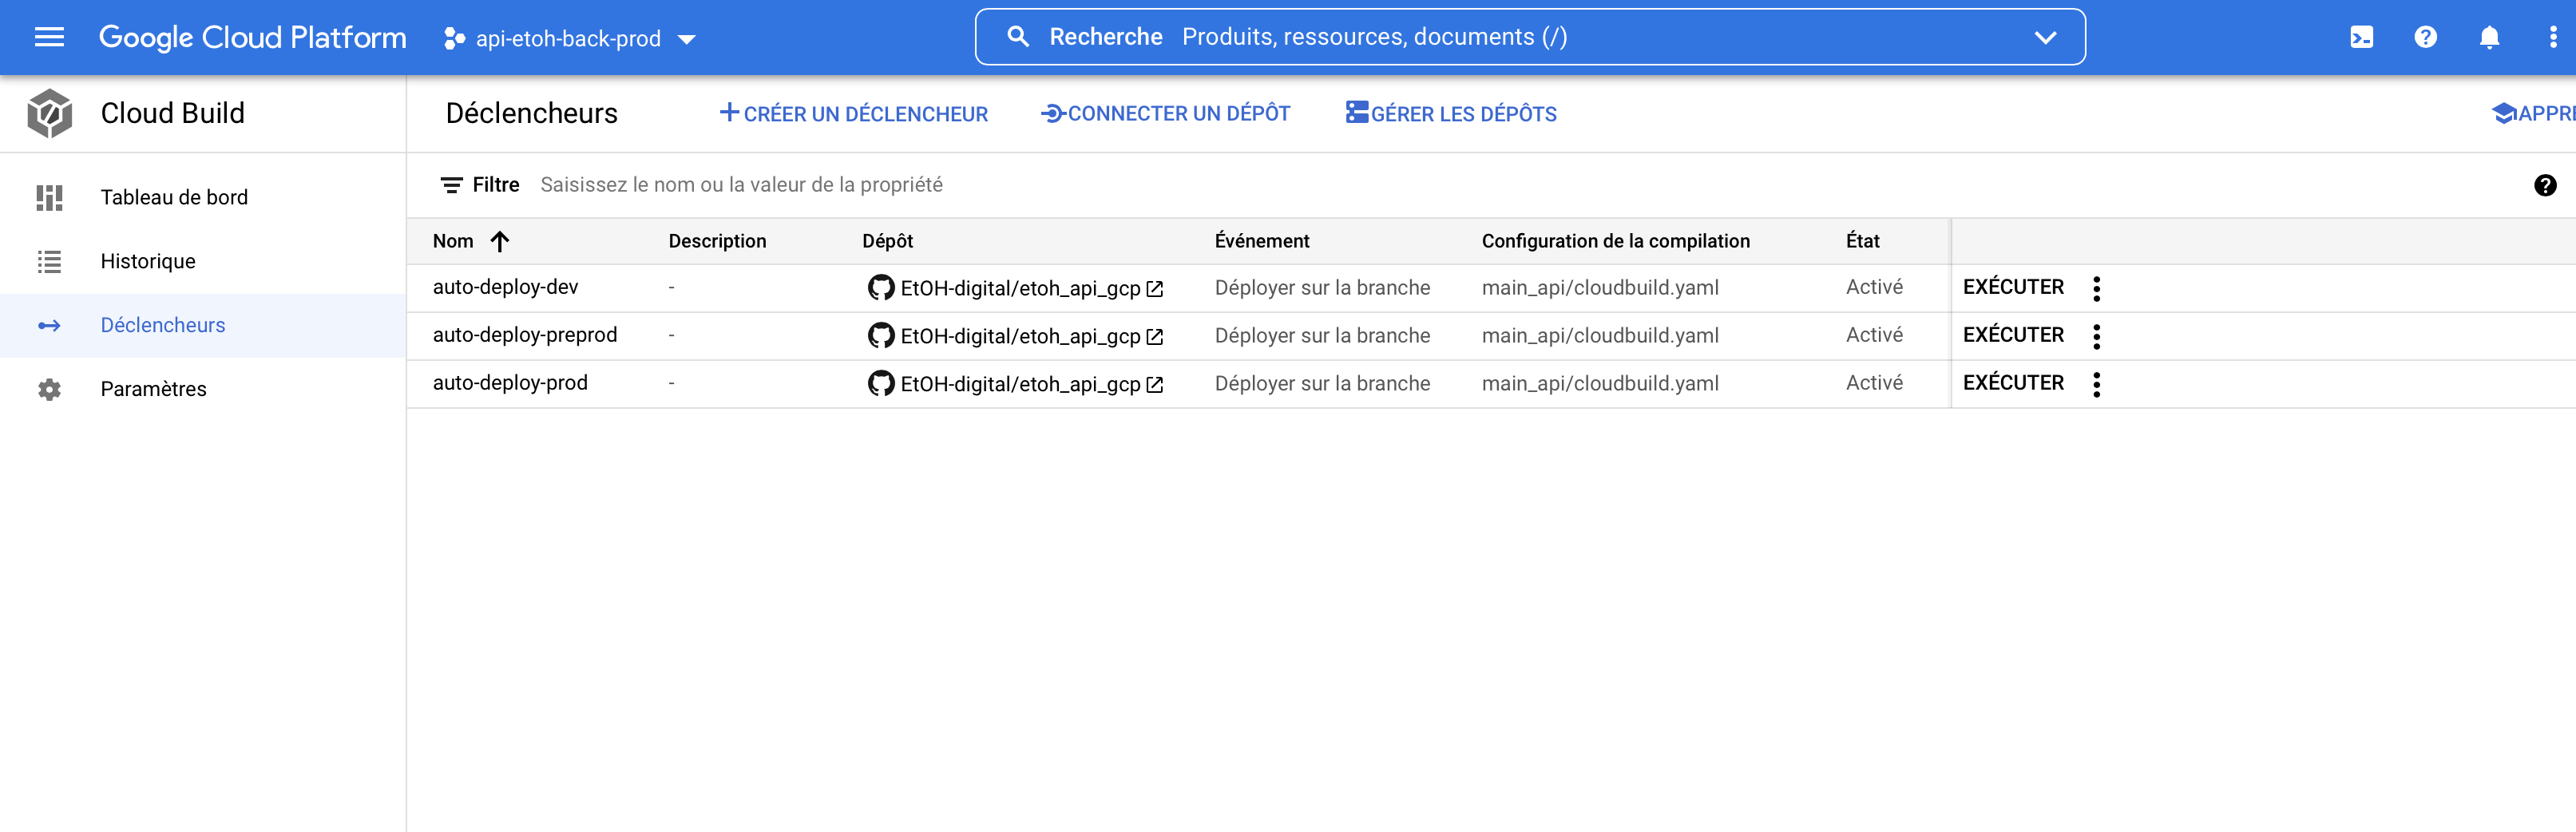 Google Cloud Platform api-etoh-back-prod Recherche Produits, ressources, documents (/)
Cloud Build
Déclencheurs CRÉER UN DÉCLENCHEUR CONNECTER UN DÉPÔT GÉRER LES DÉPÔTS APPRE
Tableau de bord
Historique
Déclencheurs
Paramètres
Filtre Saisissez le nom ou la valeur de la propriété
Nom Description Dépôt Événement Configuration de la compilation État
auto-deploy-dev - EtOH-digital/etoh_api_gcp Déployer sur la branche main_api/cloudbuild.yaml Activé EXÉCUTER
auto-deploy-preprod - EtOH-digital/etoh_api_gcp Déployer sur la branche main_api/cloudbuild.yaml Activé EXÉCUTER
auto-deploy-prod - EtOH-digital/etoh_api_gcp Déployer sur la branche main_api/cloudbuild.yaml Activé EXÉCUTER